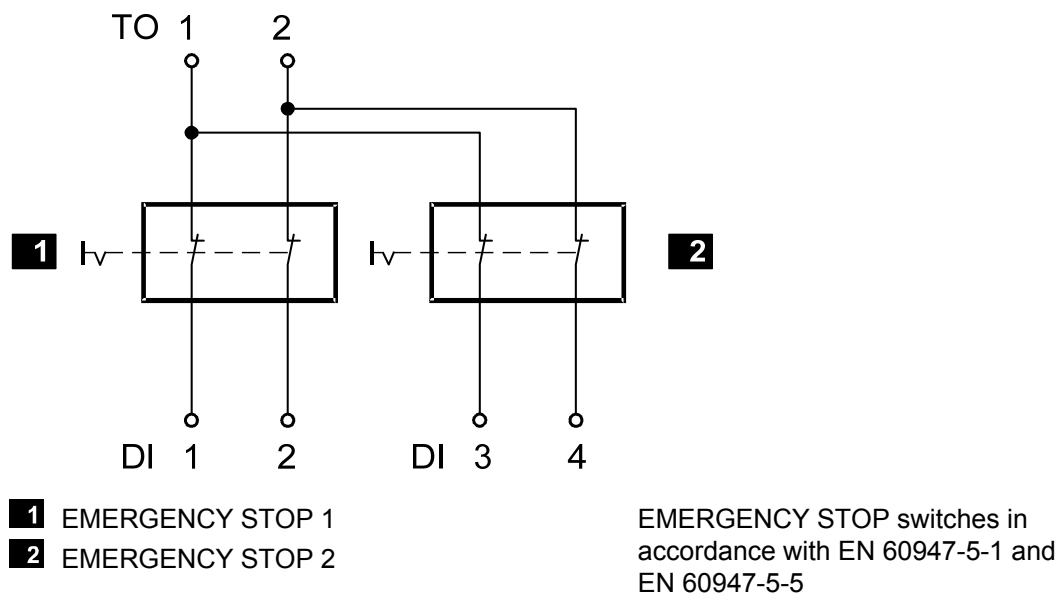 TO 1 2
1 2
DI 1 2 DI 3 4
1 EMERGENCY STOP 1
2 EMERGENCY STOP 2
EMERGENCY STOP switches in
accordance with EN 60947-5-1 and
EN 60947-5-5